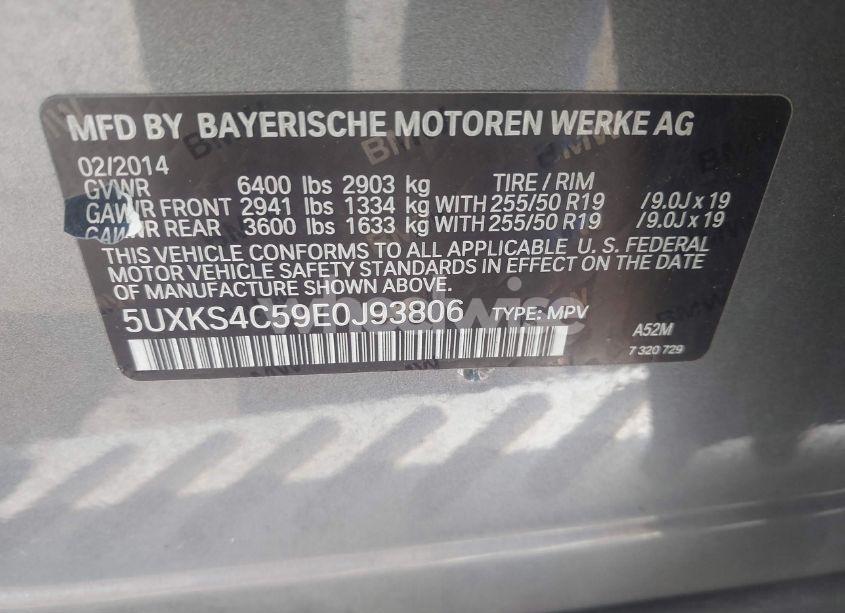 MFD BY BAYERISCHE MOTOREN WERKE AG
02/2014
GVWR 6400 lbs 2903 kg TIRE / RIM
GAWR FRONT 2941 lbs 1334 kg WITH 255/50 R19 /9.0J x 19
GAWR REAR 3600 lbs 1633 kg WITH 255/50 R19 /9.0J x 19
THIS VEHICLE CONFORMS TO ALL APPLICABLE U. S. FEDERAL
MOTOR VEHICLE SAFETY STANDARDS IN EFFECT ON THE DATE
OF MANUFACTURE SHOWN ABOVE.
5UXKS4C59E0J93806 TYPE: MPV A52M
7 320 729